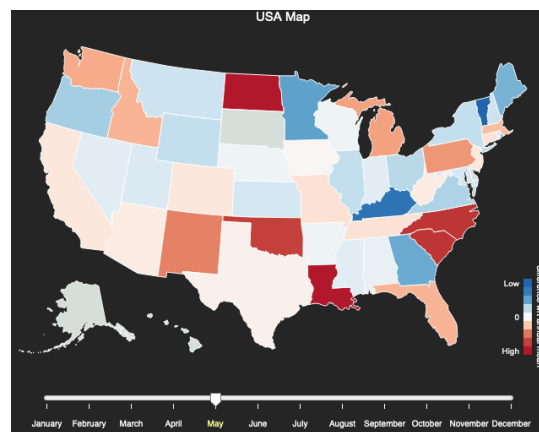 USA Map
Low
0
High
January February March April May June July August September October November December